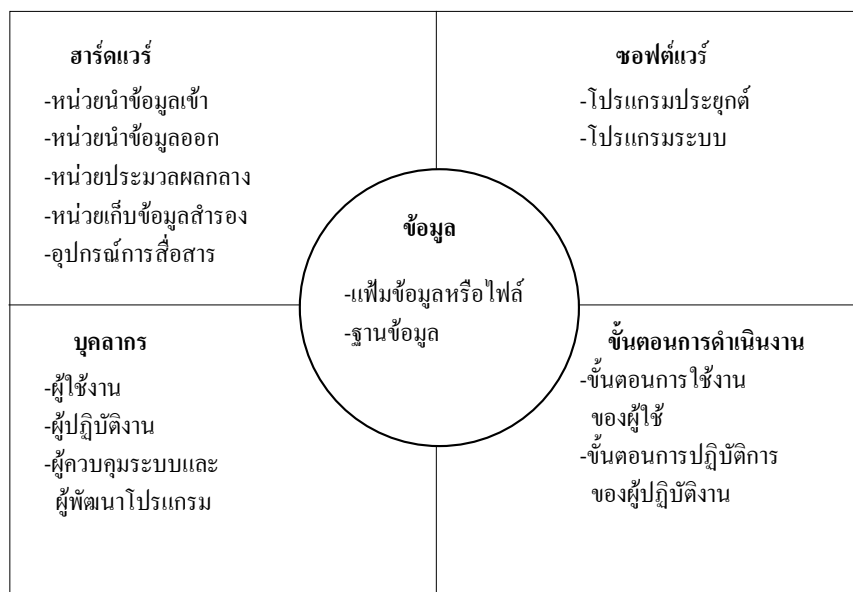 ฮาร์ดแวร์
-หน่วยนำข้อมูลเข้า
-หน่วยนำข้อมูลออก
-หน่วยประมวลผลกลาง
-หน่วยเก็บข้อมูลสำรอง
-อุปกรณ์การสื่อสาร
ซอฟต์แวร์
-โปรแกรมประยุกต์
-โปรแกรมระบบ
ข้อมูล
-แฟ้มข้อมูลหรือไฟล์
-ฐานข้อมูล
บุคลากร
-ผู้ใช้งาน
-ผู้ปฏิบัติงาน
-ผู้ควบคุมระบบและ
ผู้พัฒนาโปรแกรม
ขั้นตอนการดำเนินงาน
-ขั้นตอนการใช้งาน
ของผู้ใช้
-ขั้นตอนการปฏิบัติการ
ของผู้ปฏิบัติงาน